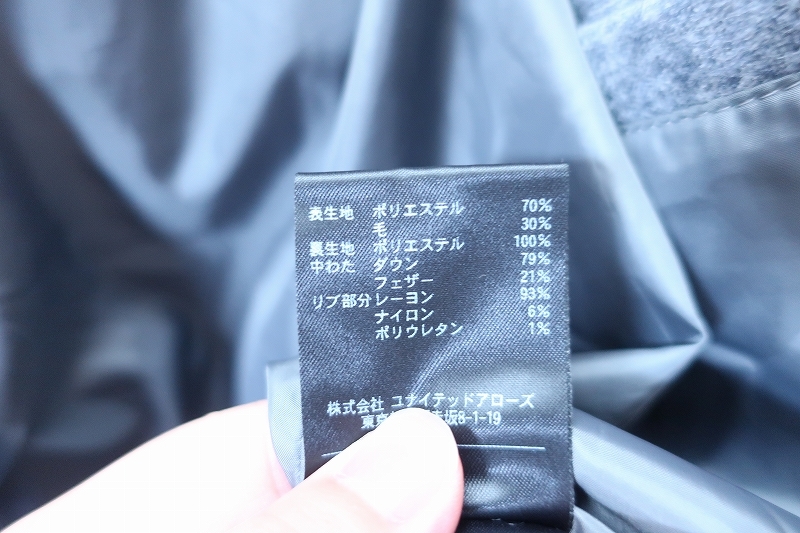 表生地 ポリエステル 70%
毛 30%
裏生地 ポリエステル 100%
中わた ダウン 79%
フェザー 21%
リブ部分 レーヨン 93%
ナイロン 6%
ポリウレタン 1%
株式会社 ユナイテッドアローズ
東京 赤坂8-1-19